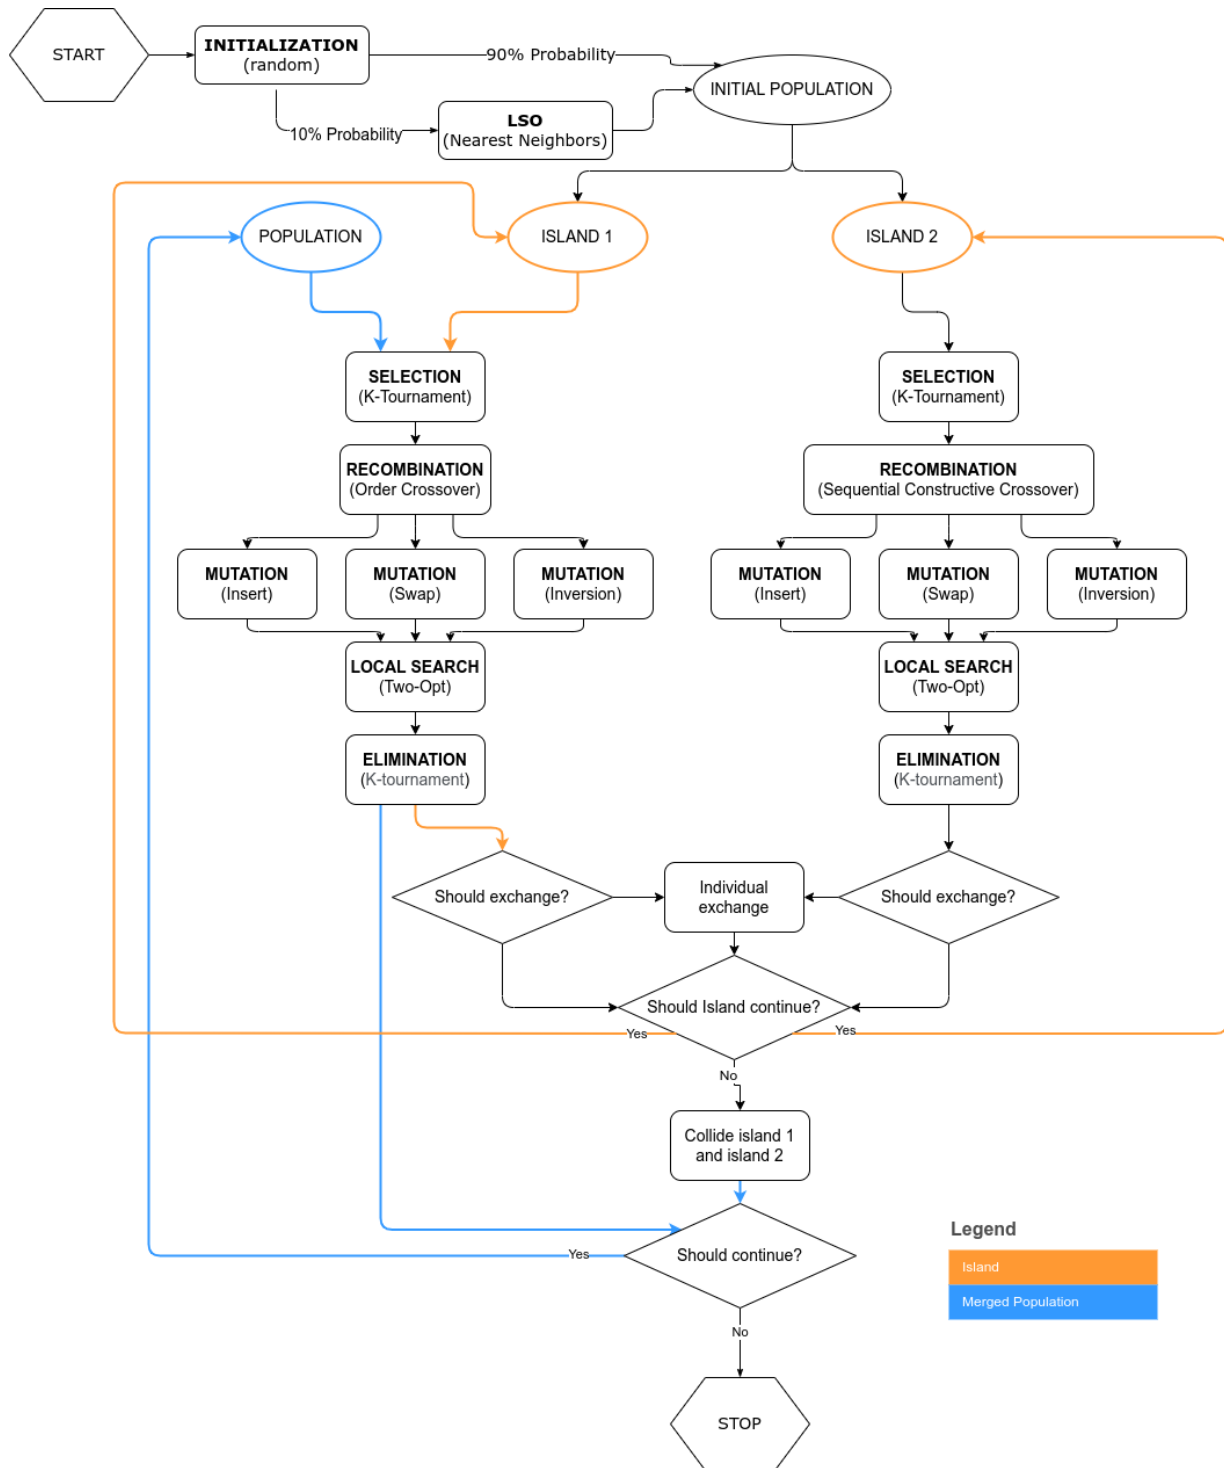 START
INITIALIZATION
(random)
90% Probability
INITIAL POPULATION
10% Probability
LSO
(Nearest Neighbors)
POPULATION
ISLAND 1
ISLAND 2
SELECTION
(K-Tournament)
SELECTION
(K-Tournament)
RECOMBINATION
(Order Crossover)
RECOMBINATION
(Sequential Constructive Crossover)
MUTATION
(Insert)
MUTATION
(Swap)
MUTATION
(Inversion)
MUTATION
(Insert)
MUTATION
(Swap)
MUTATION
(Inversion)
LOCAL SEARCH
(Two-Opt)
LOCAL SEARCH
(Two-Opt)
ELIMINATION
(K-tournament)
ELIMINATION
(K-tournament)
Should exchange?
Individual
exchange
Should exchange?
Should Island continue?
Yes
Yes
No
Collide island 1
and island 2
Should continue?
Yes
No
STOP
Legend
Island
Merged Population